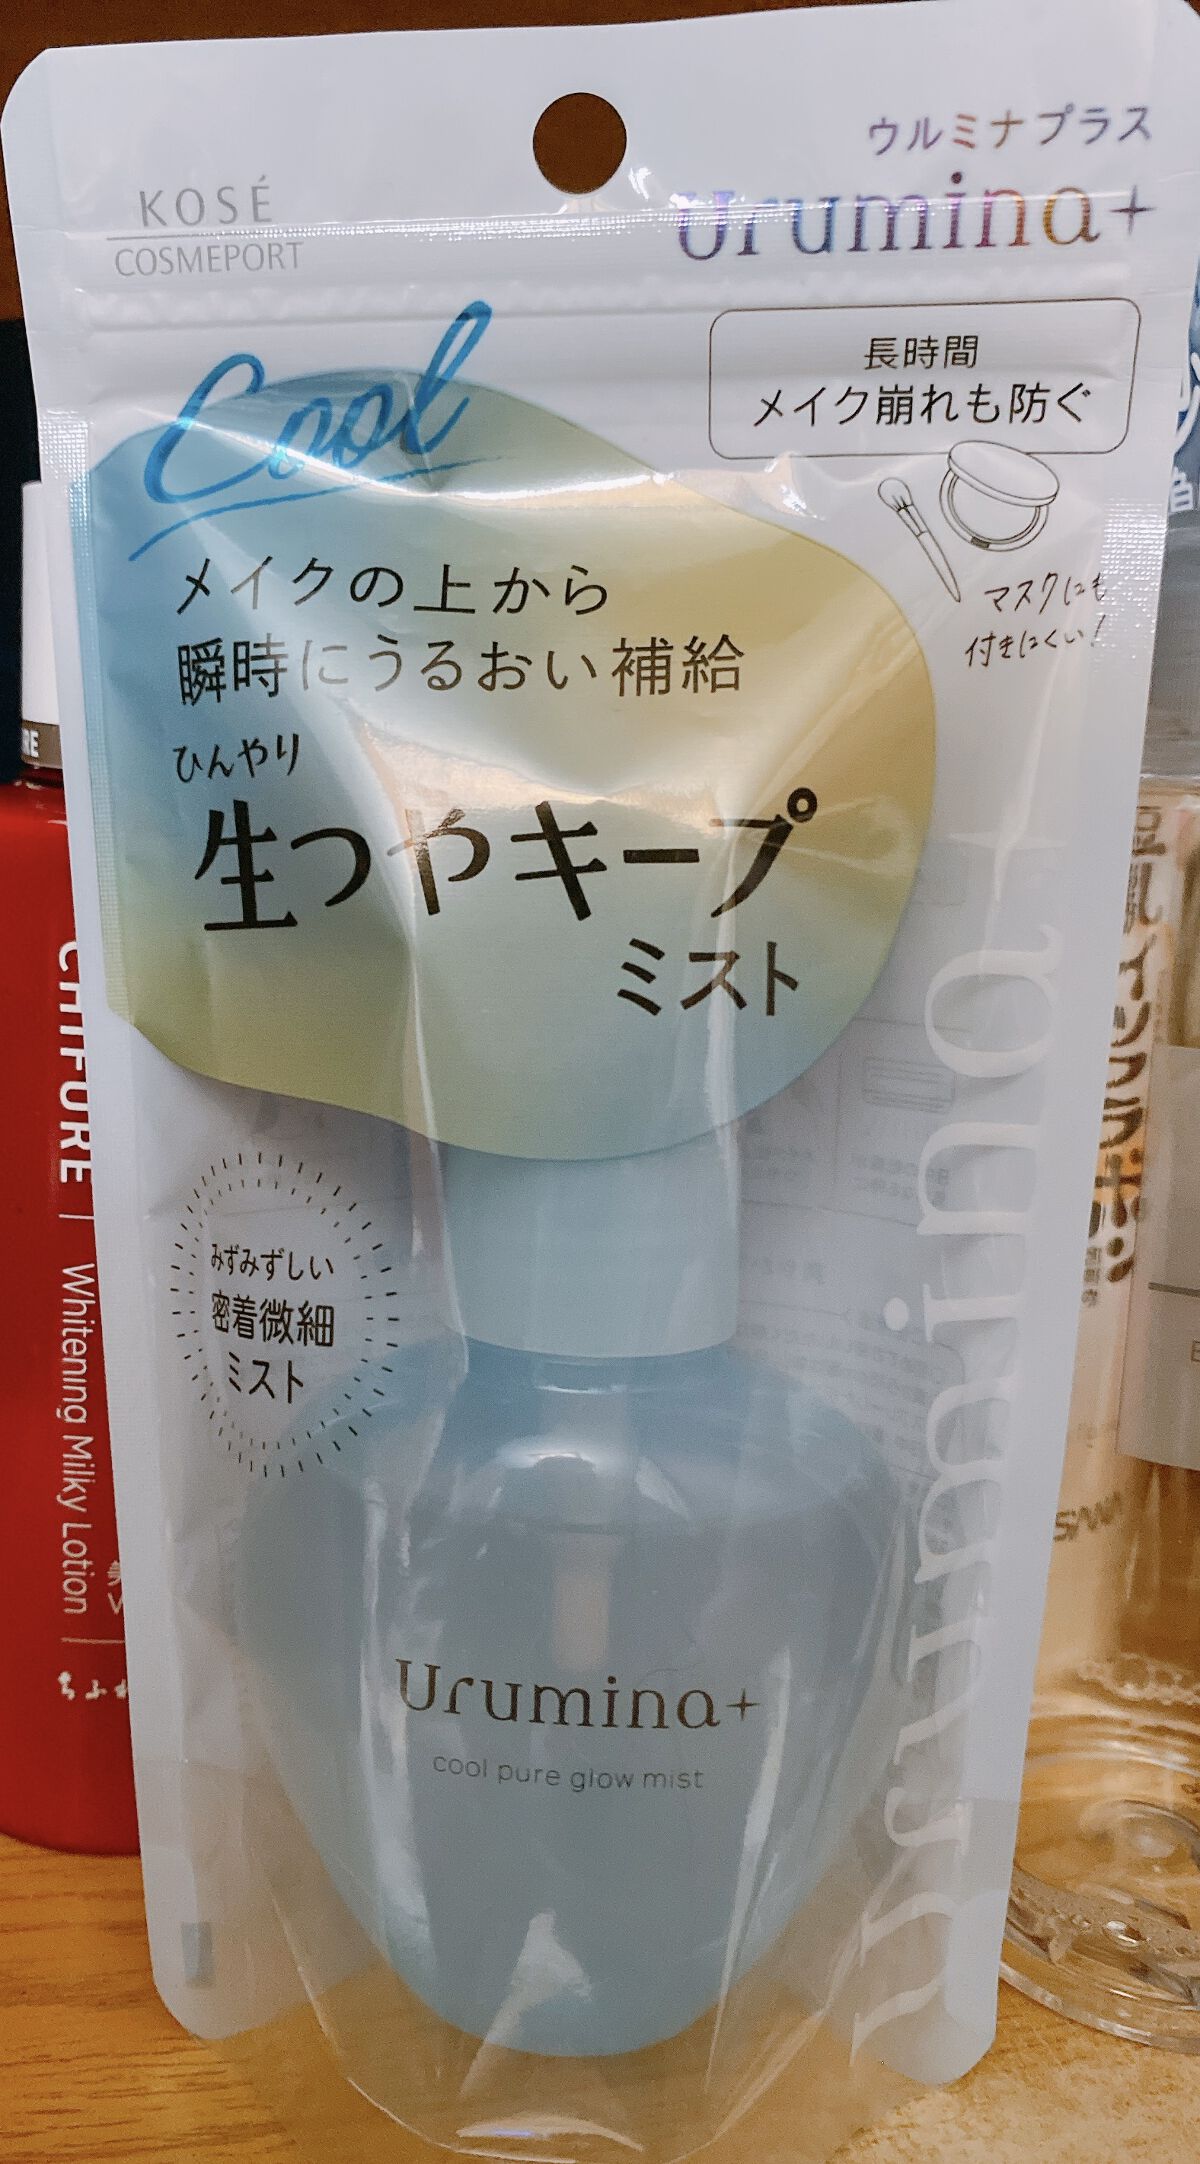 KOSÉ
COSMEPORT
ウルミナプラス
Urumina+
Cool
長時間
メイク崩れも防ぐ
マスクにも
付きにくい!
メイクの上から
瞬時にうるおい補給
ひんやり
生つやキープ
ミスト
みずみずしい
密着微細
ミスト
Urumina+
cool pure glow mist
Urumina+
CHIFURE
Whitening Milky Lotion
ちふれ